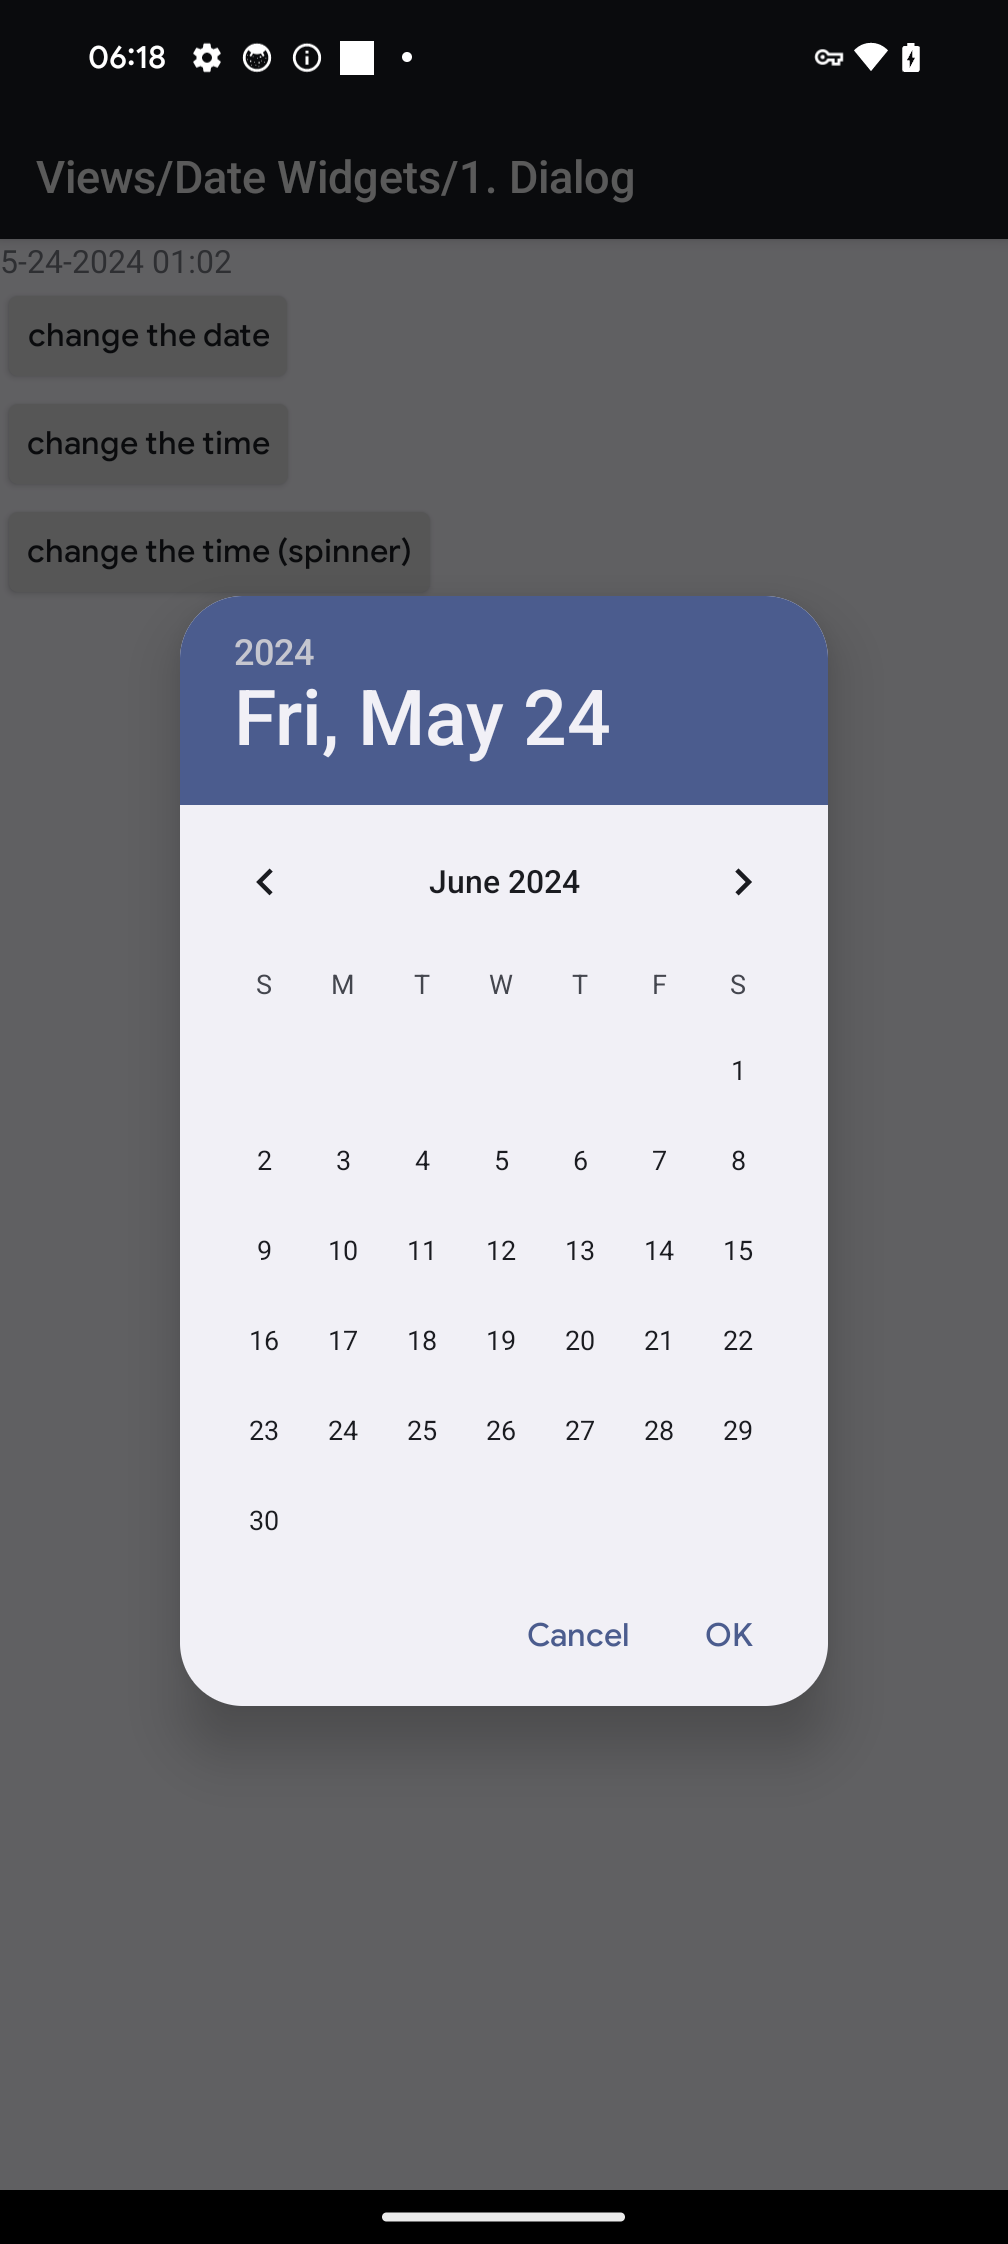 06:18
Views/Date Widgets/1. Dialog
5-24-2024 01:02
change the date
change the time
change the time (spinner)
2024
Fri, May 24
June 2024
S M T W T F S
1
2 3 4 5 6 7 8
9 10 11 12 13 14 15
16 17 18 19 20 21 22
23 24 25 26 27 28 29
30
Cancel OK